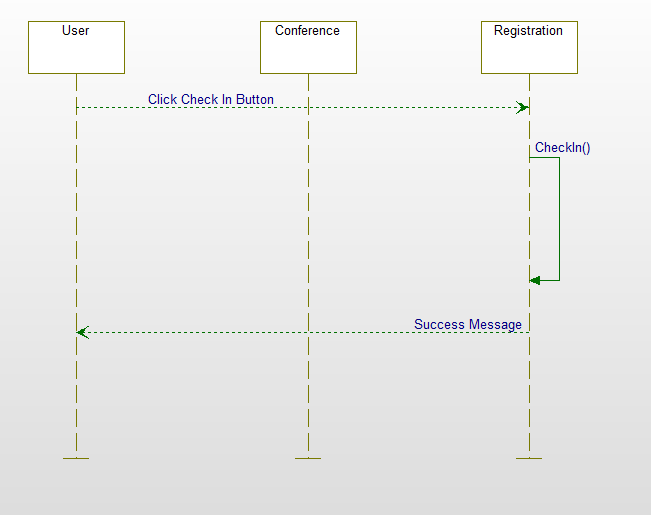 User
Conference
Registration
Click Check In Button
CheckIn()
Success Message